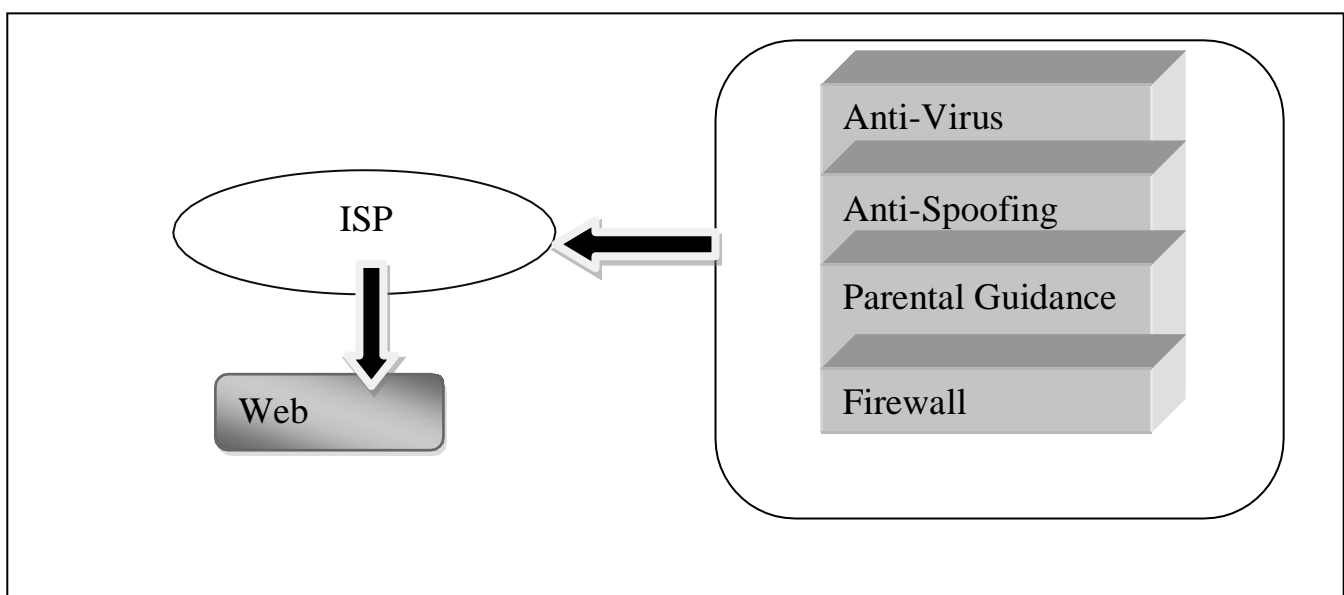 ISP
Web
Anti-Virus
Anti-Spoofing
Parental Guidance
Firewall